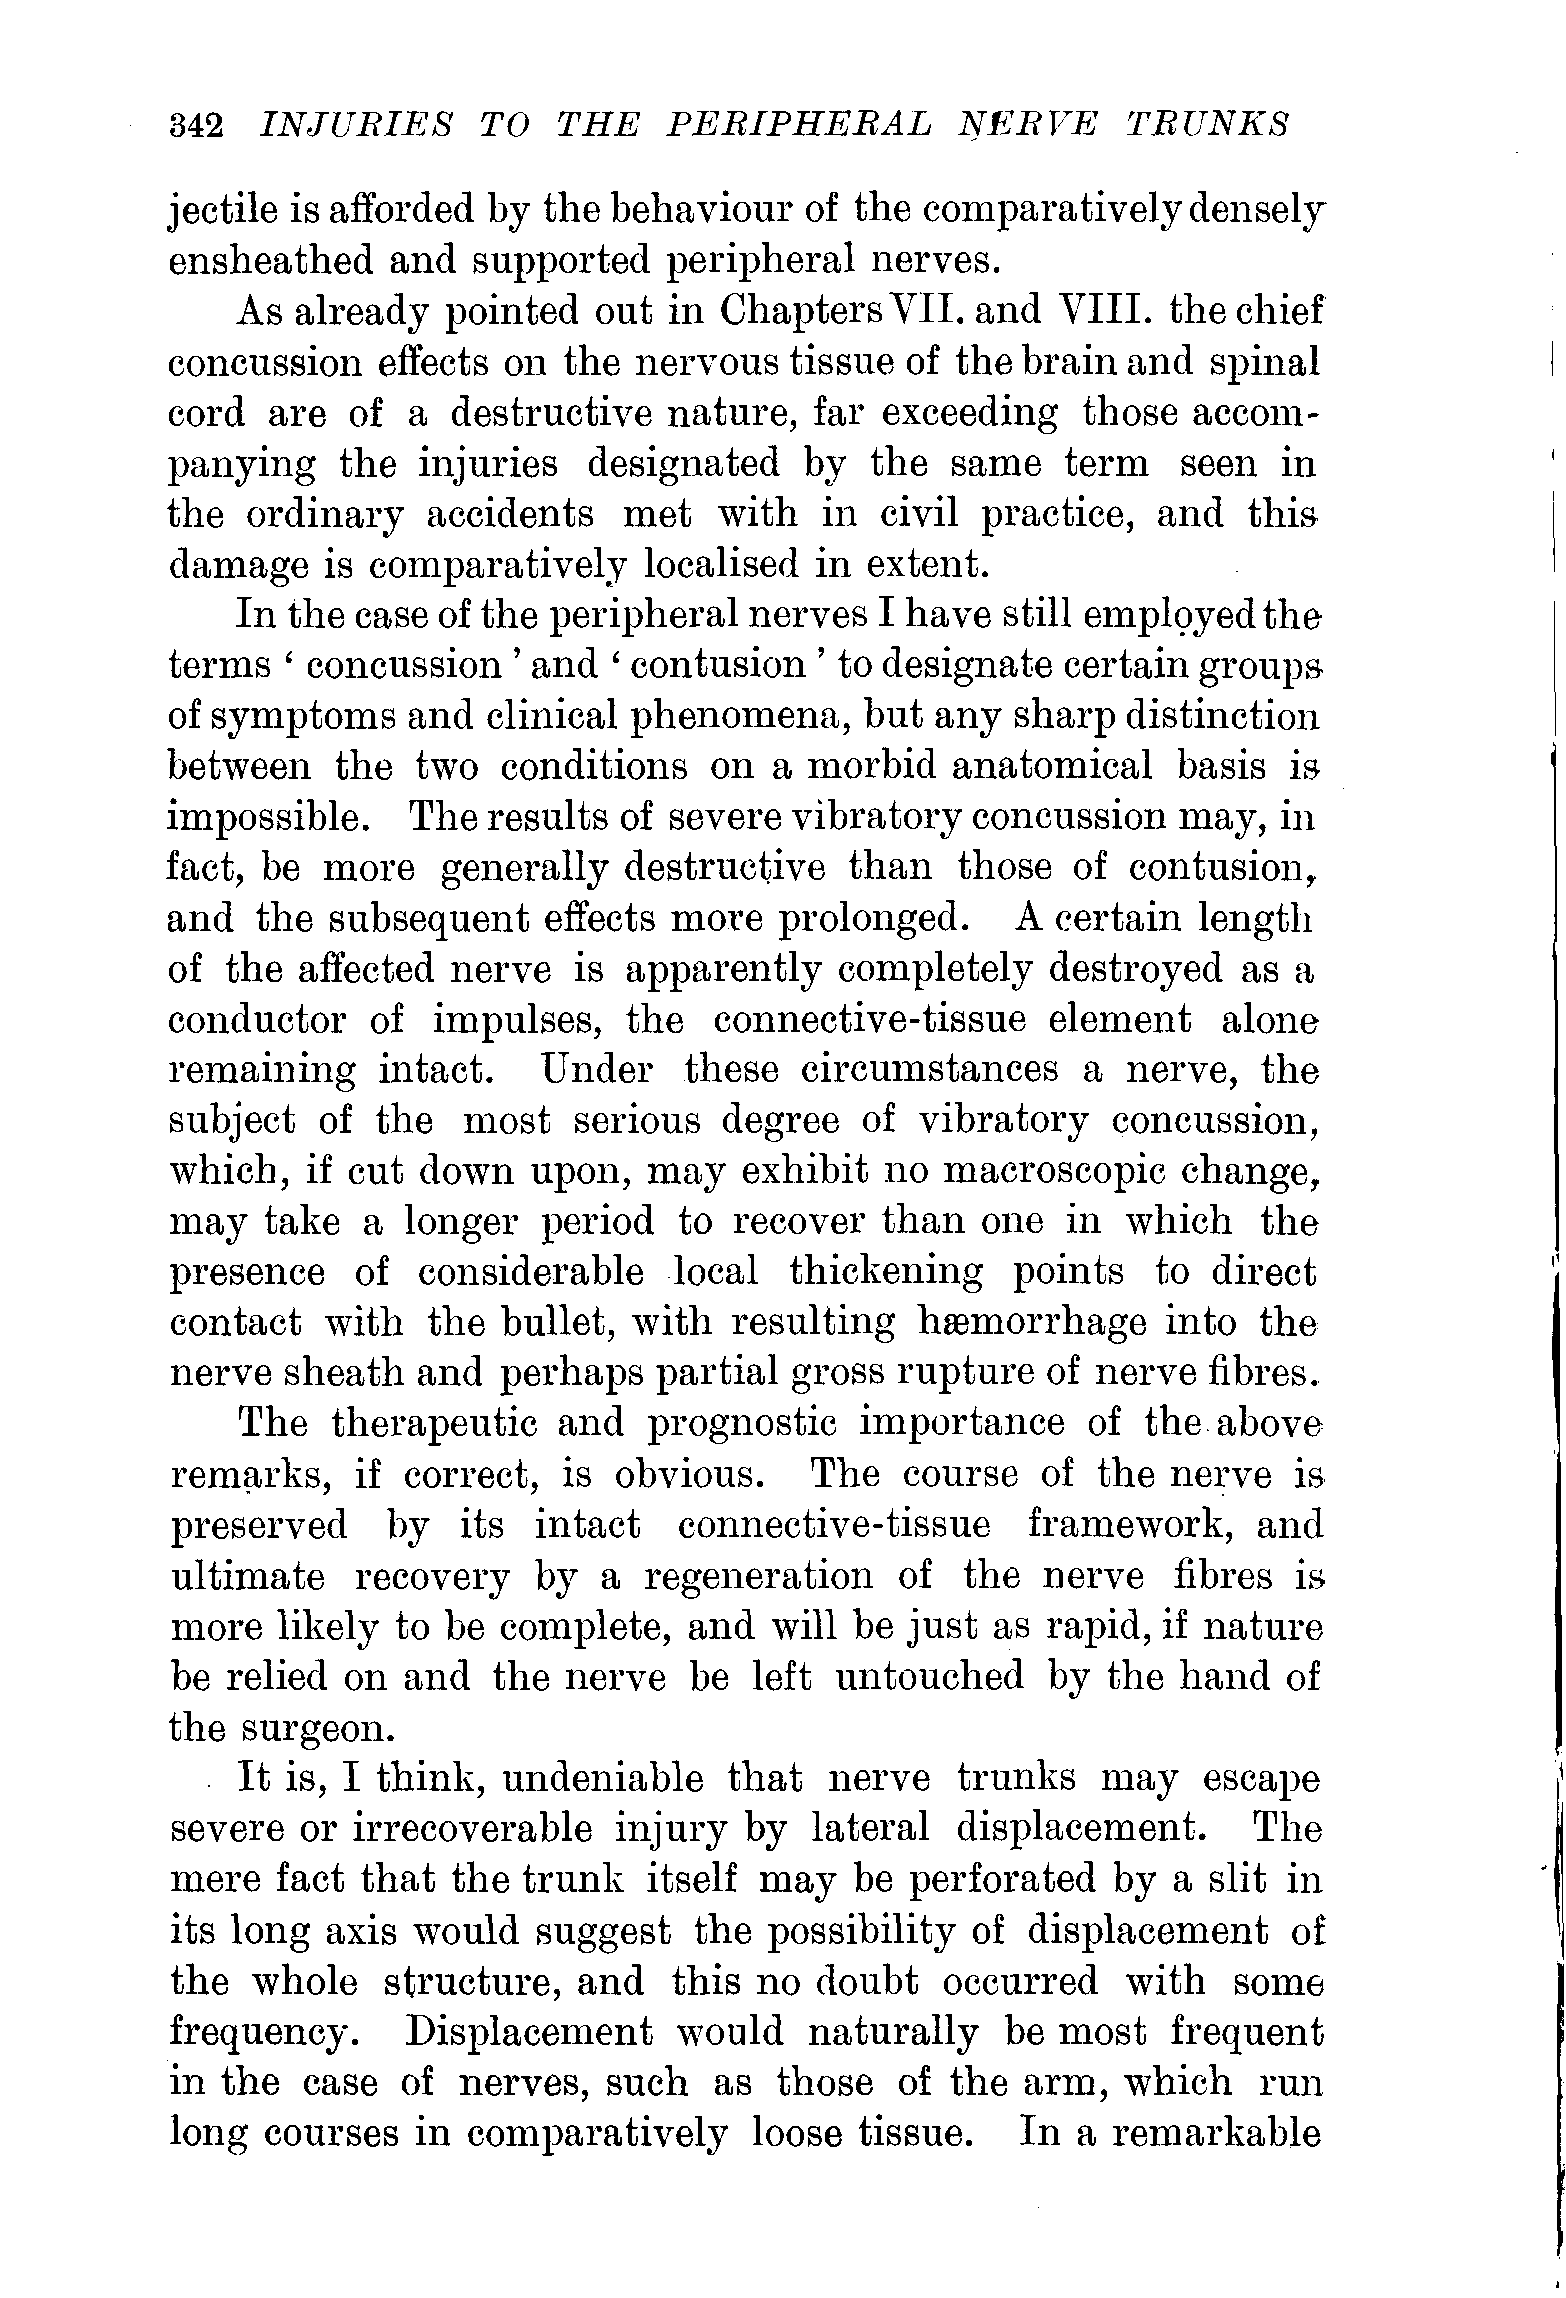 342 INJURIES TO THE PERIPHERAL NERVE TRUNKS
jectile is afforded by the behaviour of the comparatively densely
ensheathed and supported peripheral nerves.
As already pointed out in Chapters VII. and VIII. the chief
concussion effects on the nervous tissue of the brain and spinal
cord are of a destructive nature, far exceeding those accom-
panying the injuries designated by the same term seen in
the ordinary accidents met with in civil practice, and this
damage is comparatively localised in extent.
In the case of the peripheral nerves I have still employed the
terms ‘ concussion ’ and ‘ contusion ’ to designate certain groups
of symptoms and clinical phenomena, but any sharp distinction
between the two conditions on a morbid anatomical basis is
impossible. The results of severe vibratory concussion may, in
fact, be more generally destructive than those of contusion,
and the subsequent effects more prolonged. A certain length
of the affected nerve is apparently completely destroyed as a
conductor of impulses, the connective-tissue element alone
remaining intact. Under these circumstances a nerve, the
subject of the most serious degree of vibratory concussion,
which, if cut down upon, may exhibit no macroscopic change,
may take a longer period to recover than one in which the
presence of considerable local thickening points to direct
contact with the bullet, with resulting hæmorrhage into the
nerve sheath and perhaps partial gross rupture of nerve fibres.
The therapeutic and prognostic importance of the above
remarks, if correct, is obvious. The course of the nerve is
preserved by its intact connective-tissue framework, and
ultimate recovery by a regeneration of the nerve fibres is
more likely to be complete, and will be just as rapid, if nature
be relied on and the nerve be left untouched by the hand of
the surgeon.
It is, I think, undeniable that nerve trunks may escape
severe or irrecoverable injury by lateral displacement. The
mere fact that the trunk itself may be perforated by a slit in
its long axis would suggest the possibility of displacement of
the whole structure, and this no doubt occurred with some
frequency. Displacement would naturally be most frequent
in the case of nerves, such as those of the arm, which run
long courses in comparatively loose tissue. In a remarkable